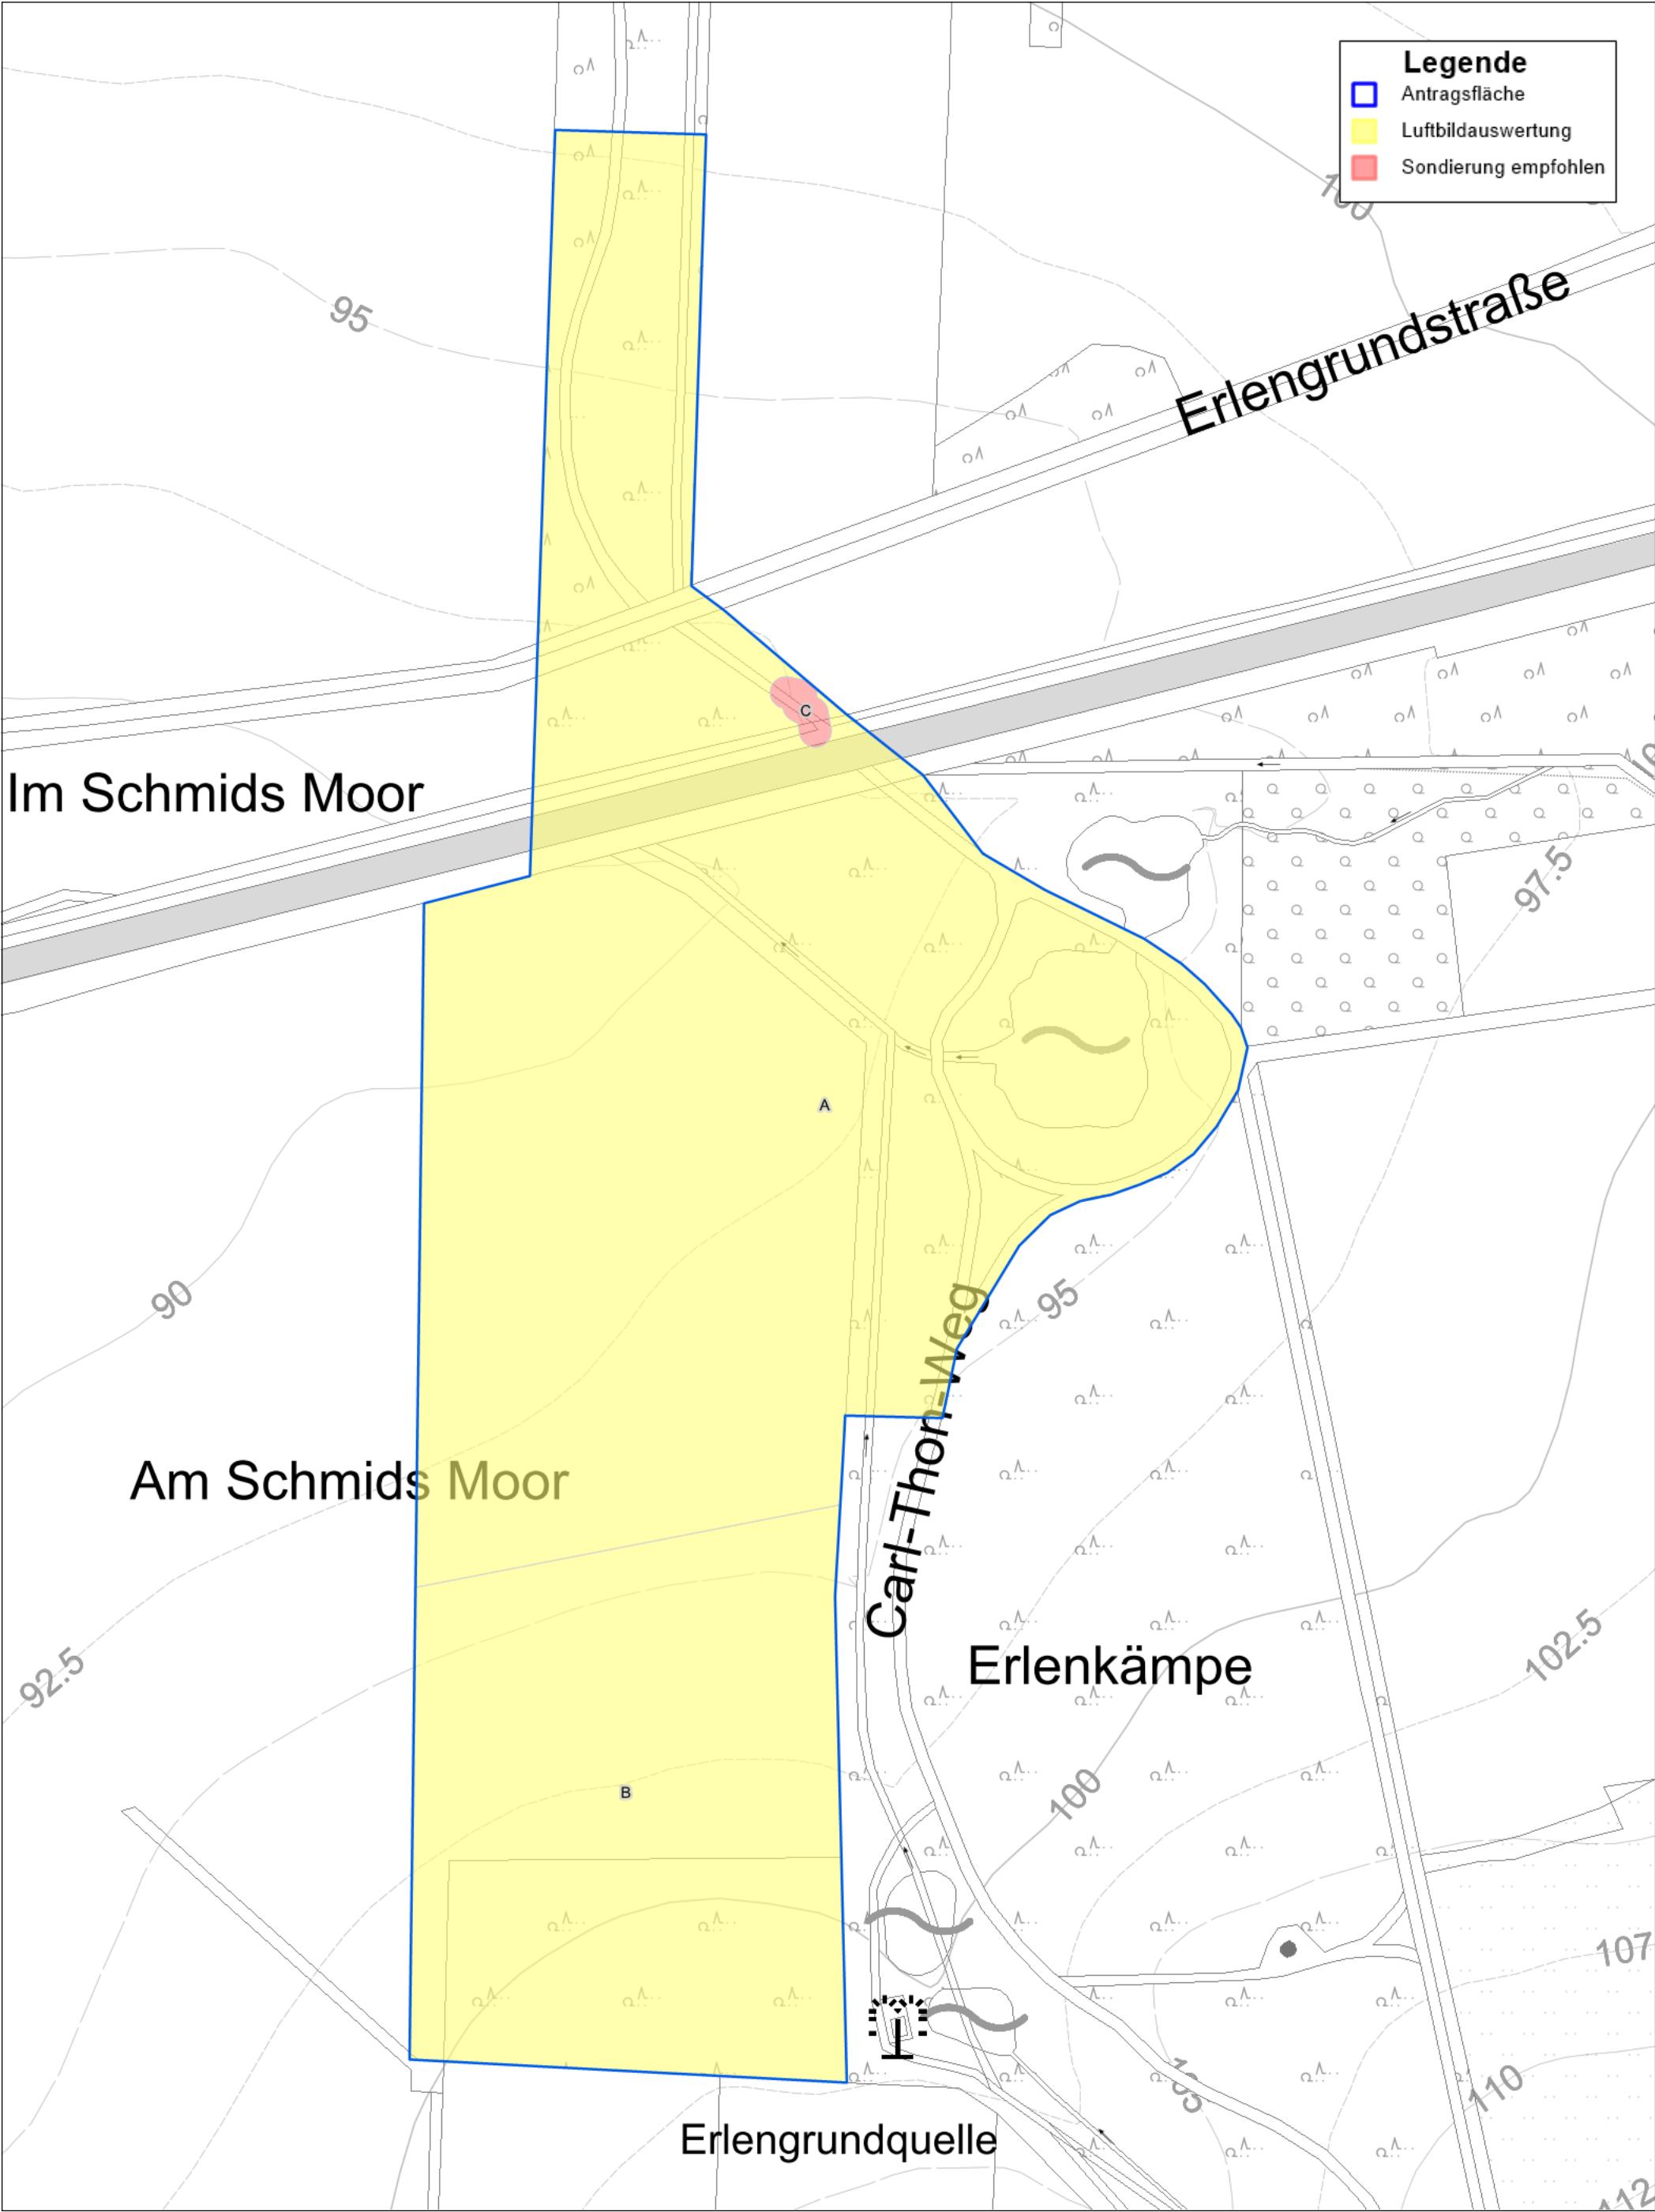 Legende
Antragsfläche
Luftbildauswertung
Sondierung empfohlen
100
Erlengrundstraße
95
C
Im Schmids Moor
97.5
A
90
95
Carl-Thon-Weg
Am Schmids Moor
Erlenkämpe
92.5
102.5
100
B
107
110
Erlengrundquelle
112